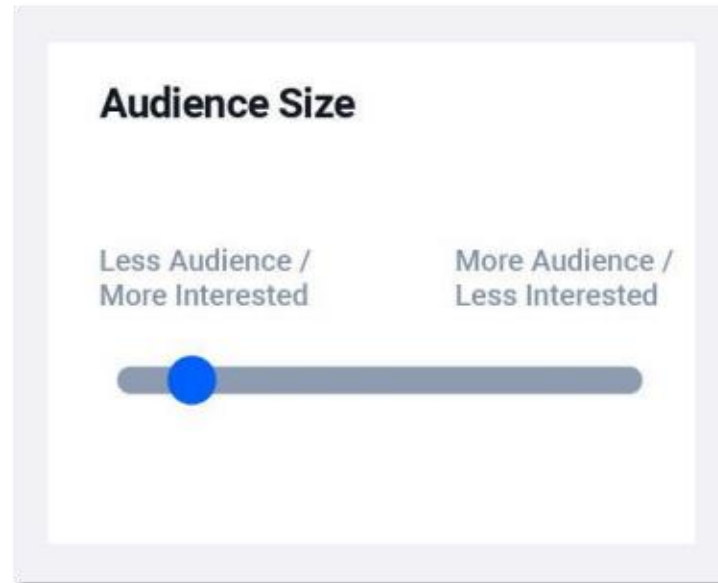 Audience Size
Less Audience /
More Interested
More Audience /
Less Interested